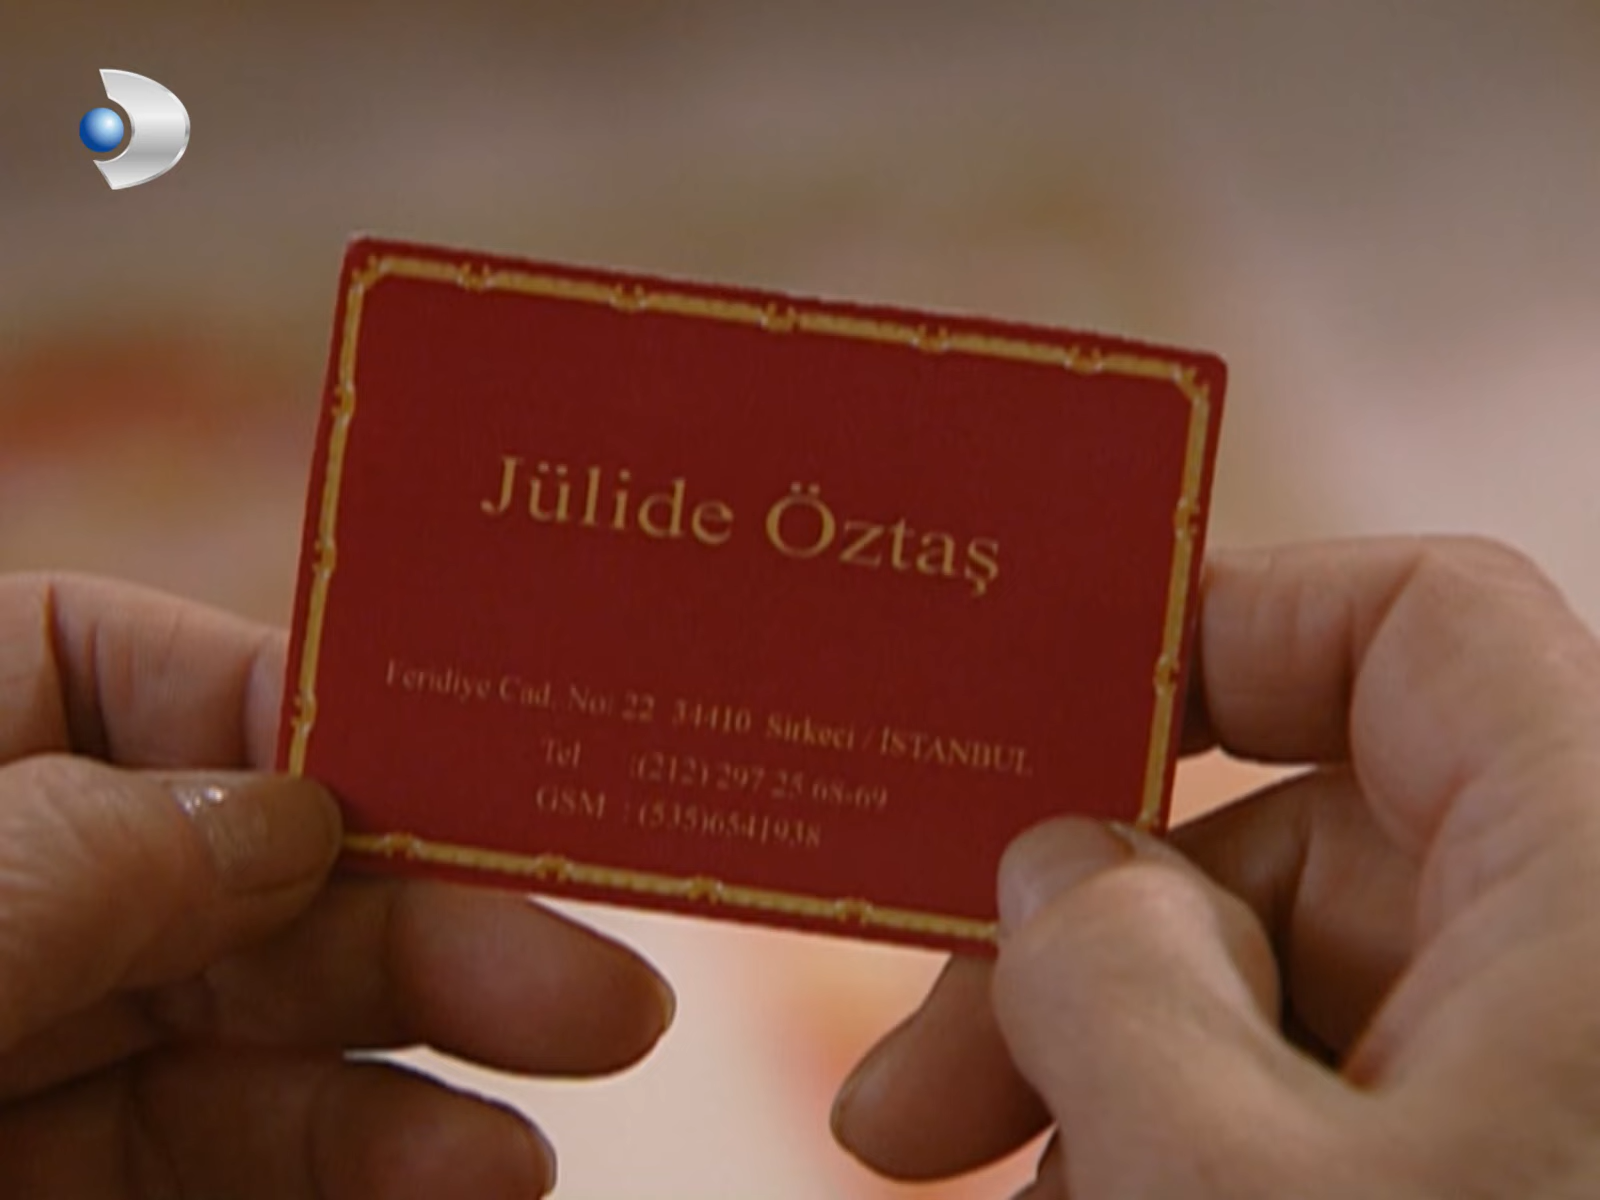 Jülide Öztaş
Feridiye Cad. No: 22 34410 Sirkeci / İSTANBUL
Tel :(212) 297 25 68-69
GSM : (535)6541938